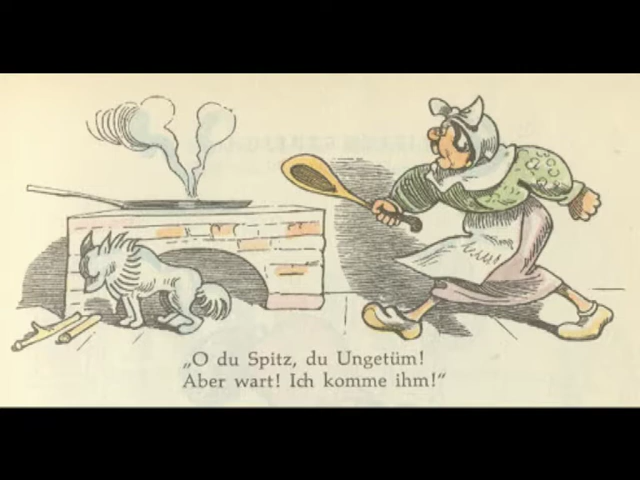 „O du Spitz, du Ungetüm!
Aber wart! Ich komme ihm!“